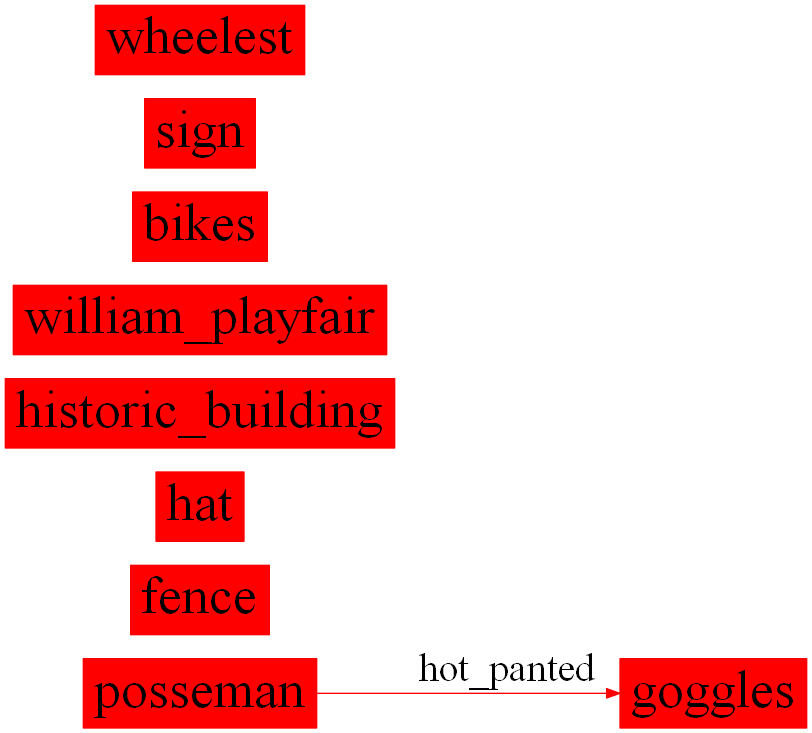 wheelest
sign
bikes
william_playfair
historic_building
hat
fence
hot_panted
posseman
goggles